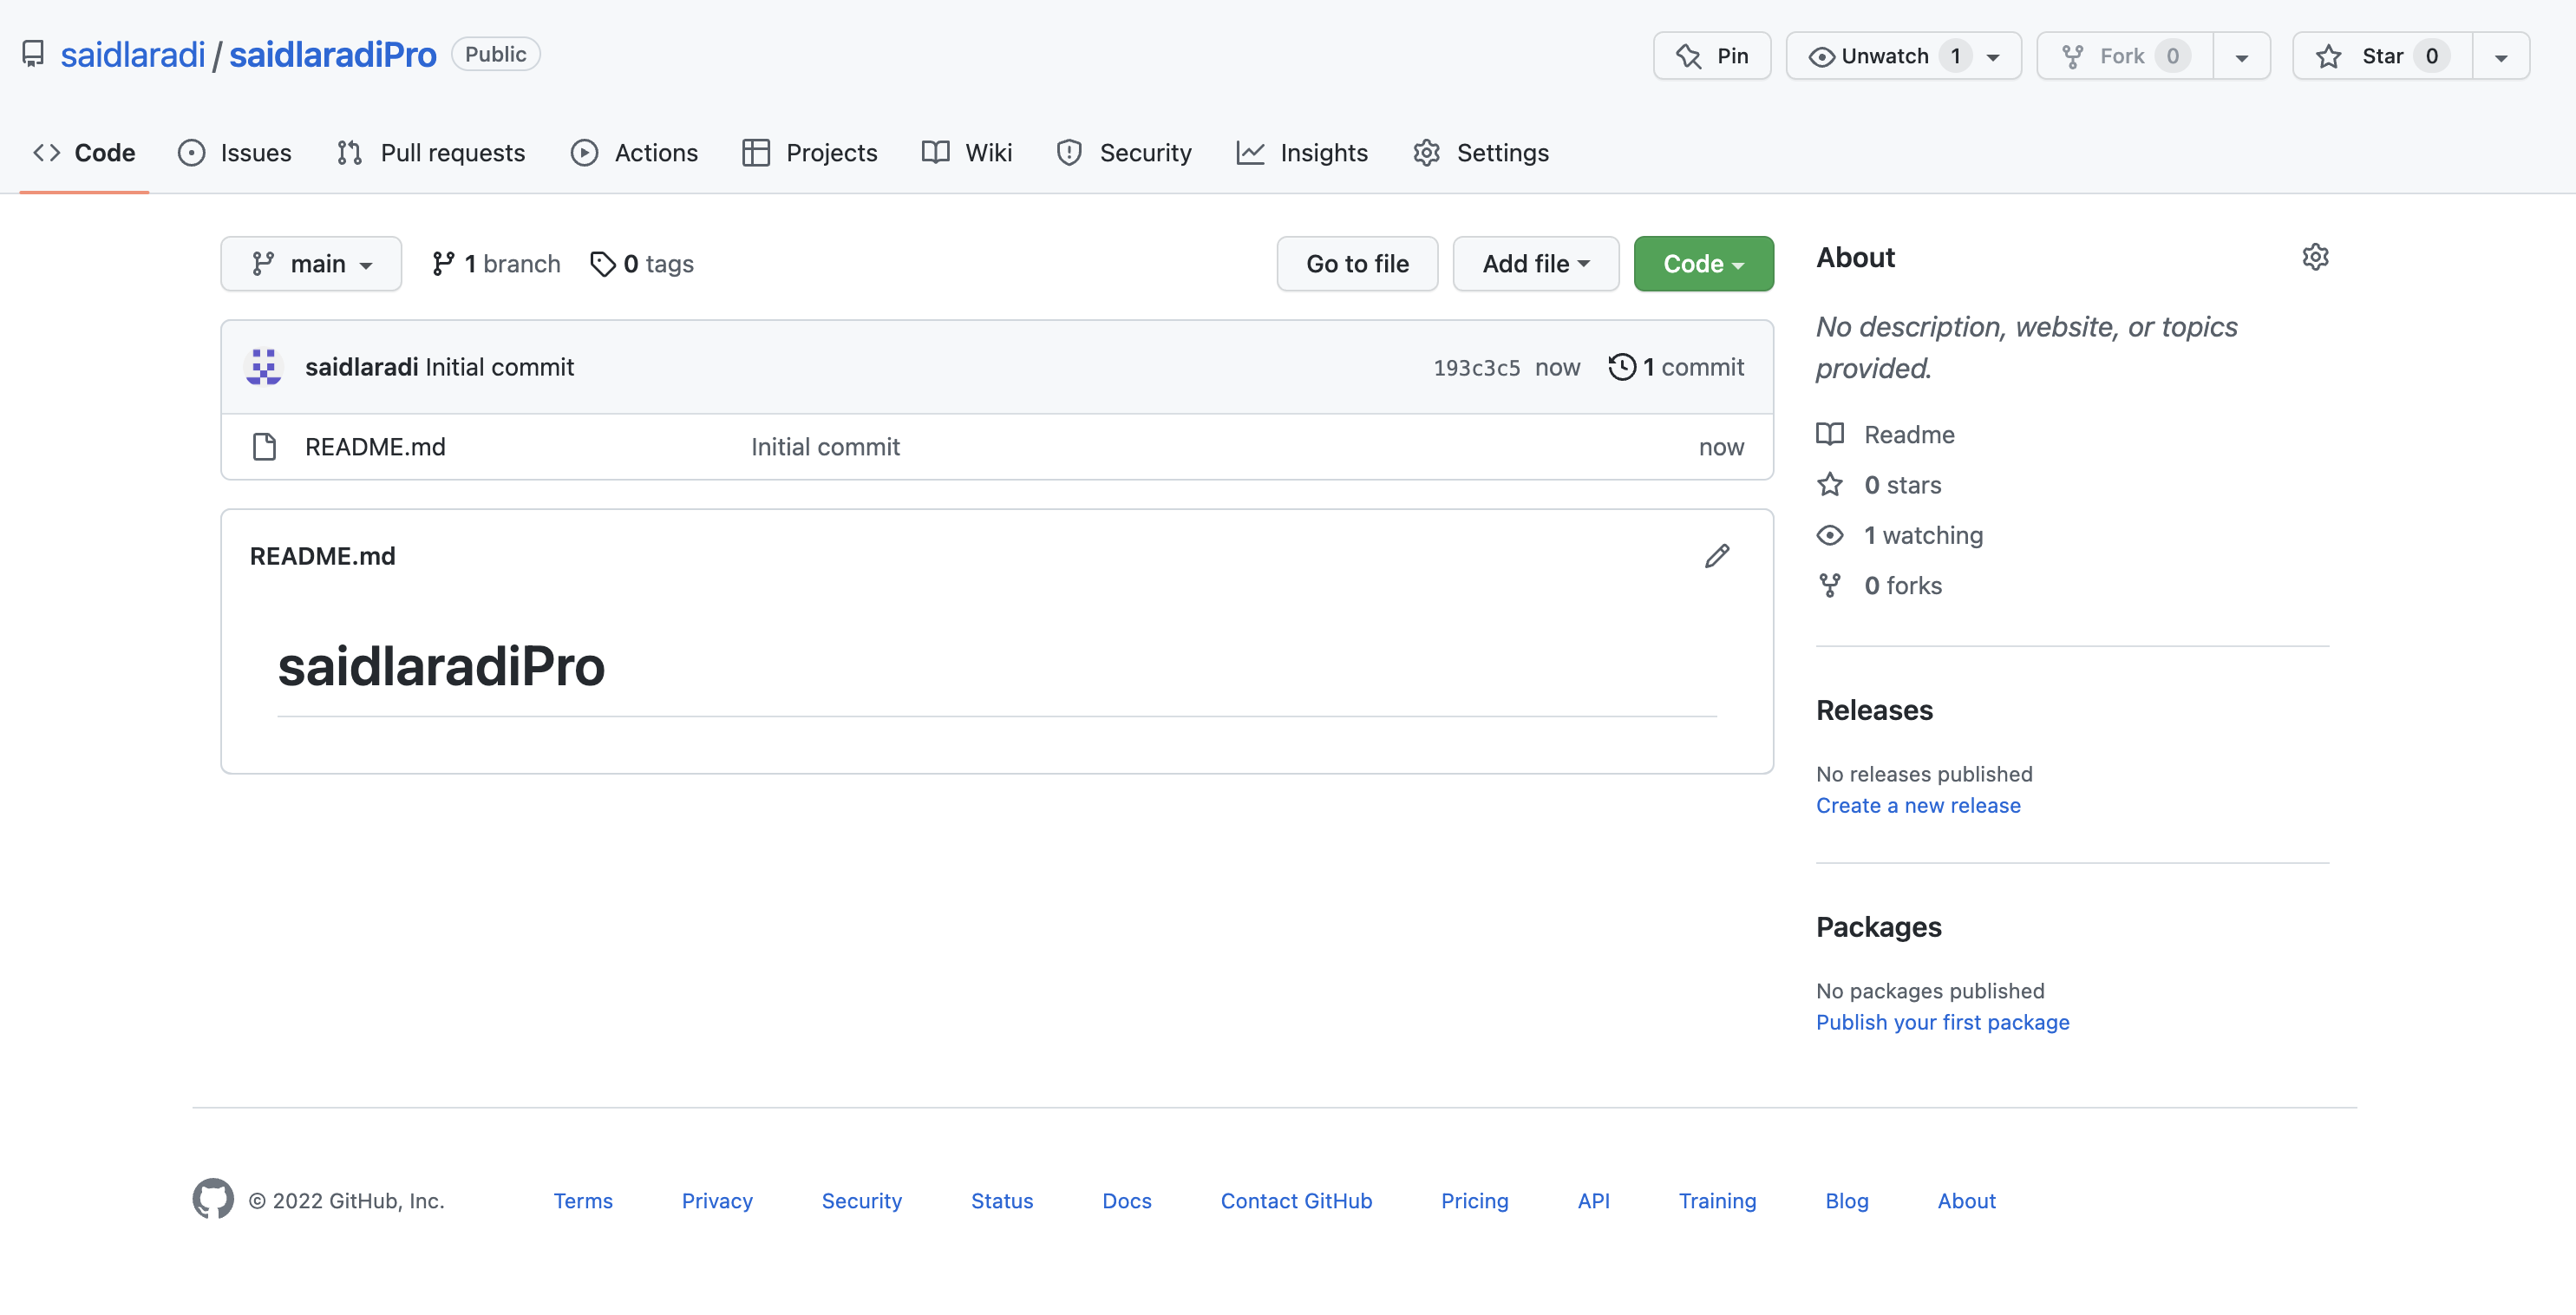 saidlaradi / saidlaradiPro Public
Pin Unwatch 1 Fork 0 Star 0
Code Issues Pull requests Actions Projects Wiki Security Insights Settings
main 1 branch 0 tags Go to file Add file Code
saidlaradi Initial commit 193c3c5 now 1 commit
README.md Initial commit now
README.md
saidlaradiPro
About
No description, website, or topics
provided.
Readme
0 stars
1 watching
0 forks
Releases
No releases published
Create a new release
Packages
No packages published
Publish your first package
© 2022 GitHub, Inc. Terms Privacy Security Status Docs Contact GitHub Pricing API Training Blog About